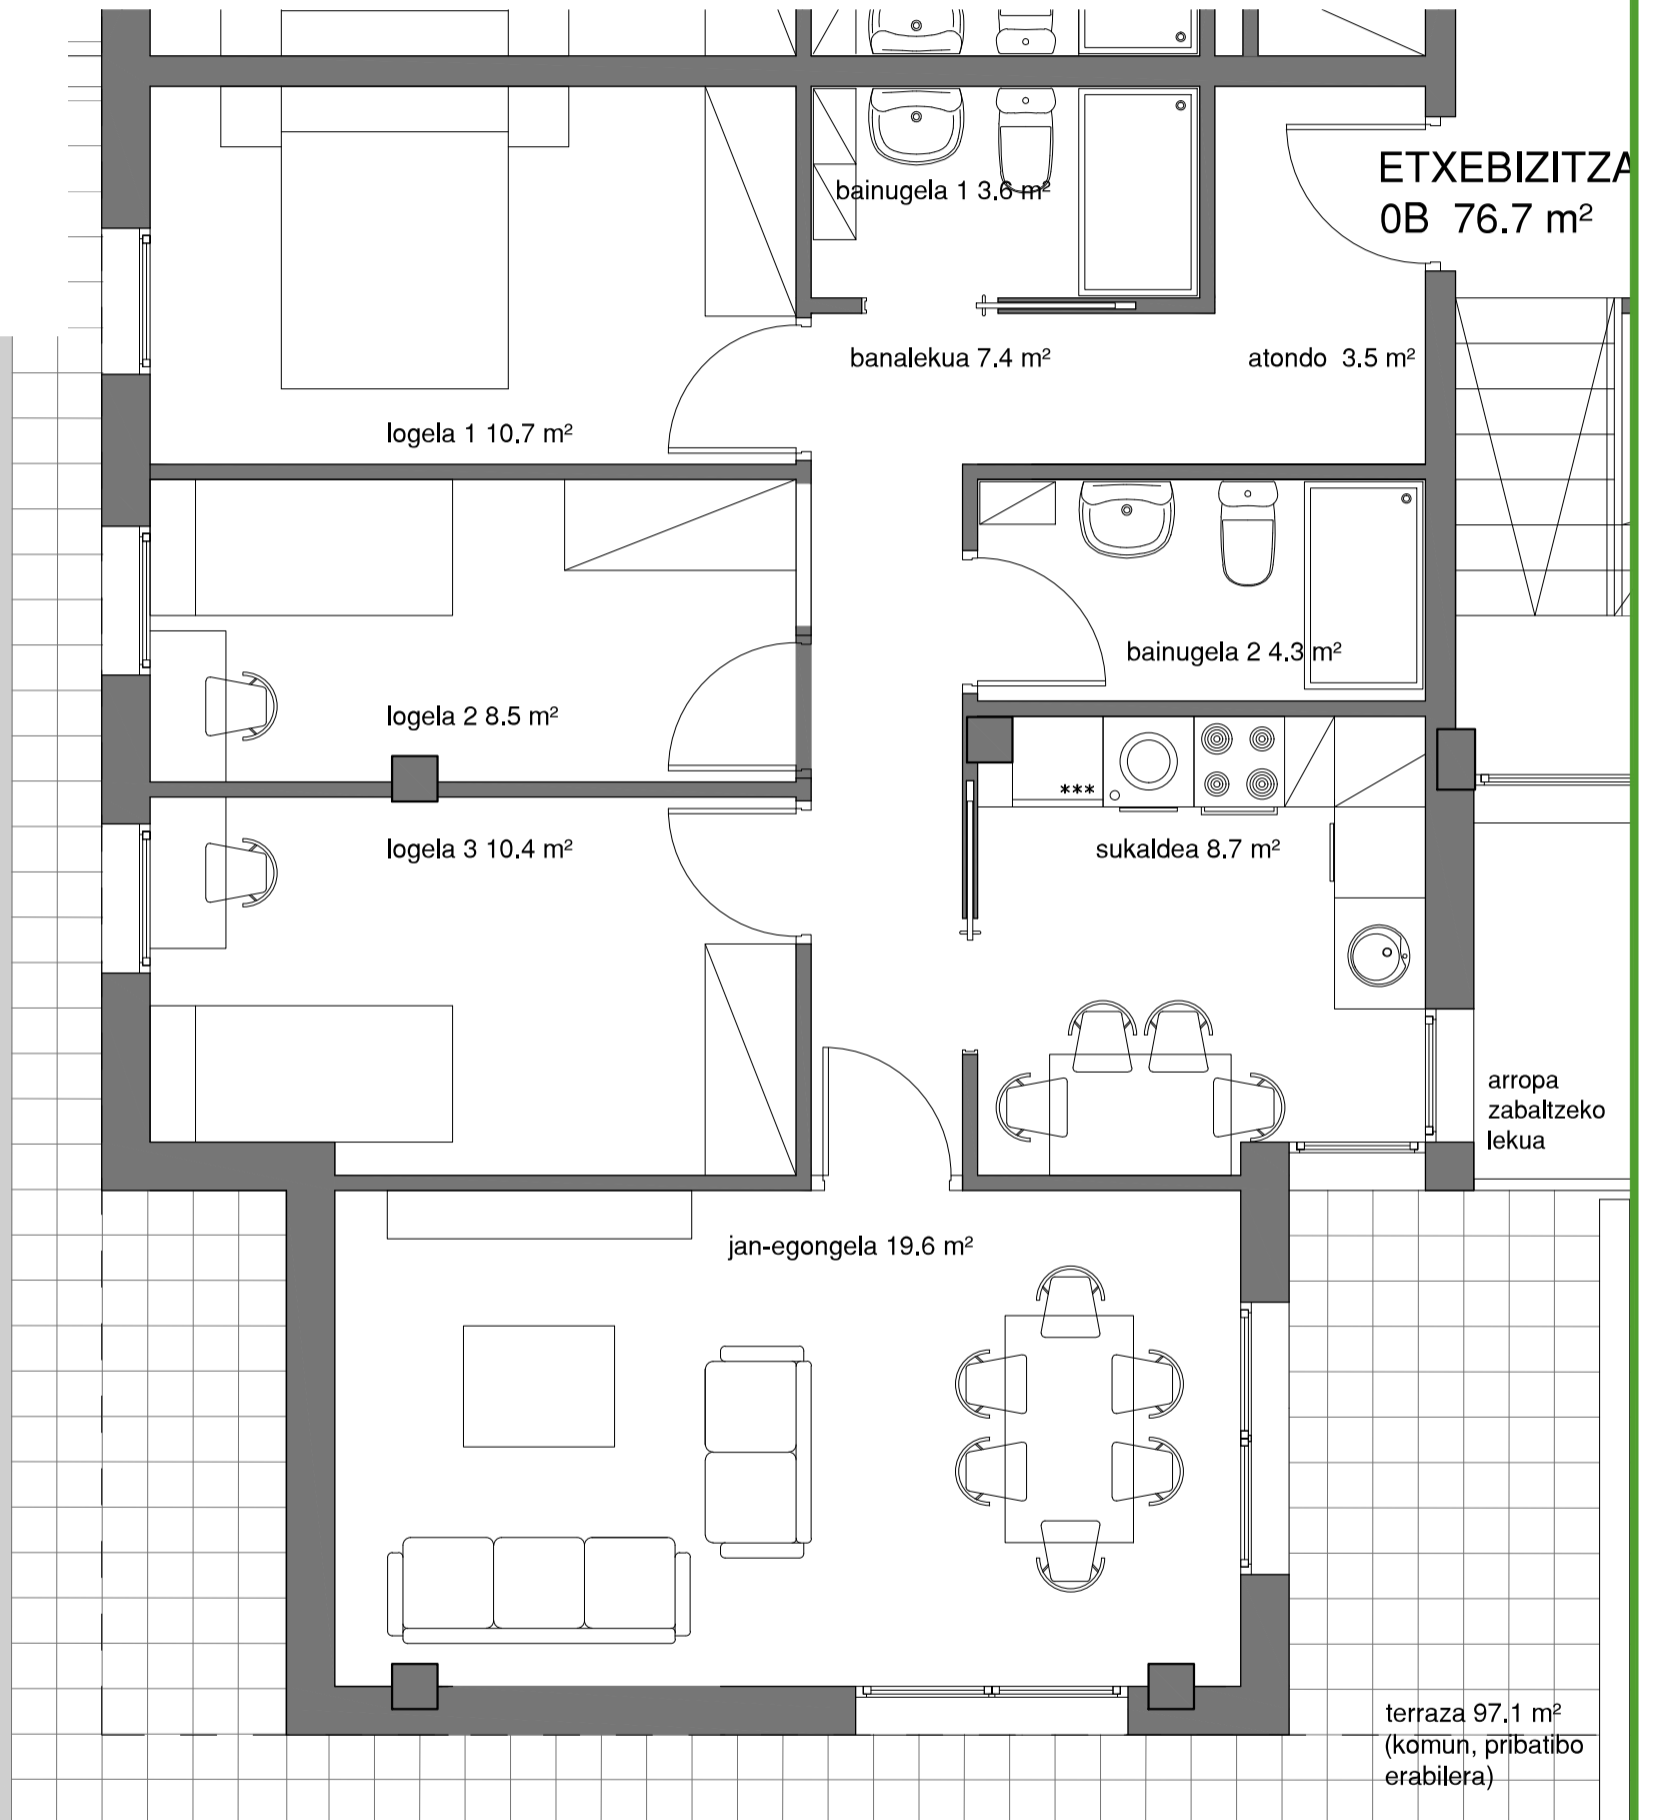 ETXEBIZITZA
0B 76.7 m²
bainugela 1 3.6 m²
banalekua 7.4 m²
atondo 3.5 m²
logela 1 10.7 m²
bainugela 2 4.3 m²
logela 2 8.5 m²
***
logela 3 10.4 m²
sukaldea 8.7 m²
arropa
zabaltzeko
lekua
jan-egongela 19.6 m²
terraza 97.1 m²
(komun, pribatibo
erabilera)